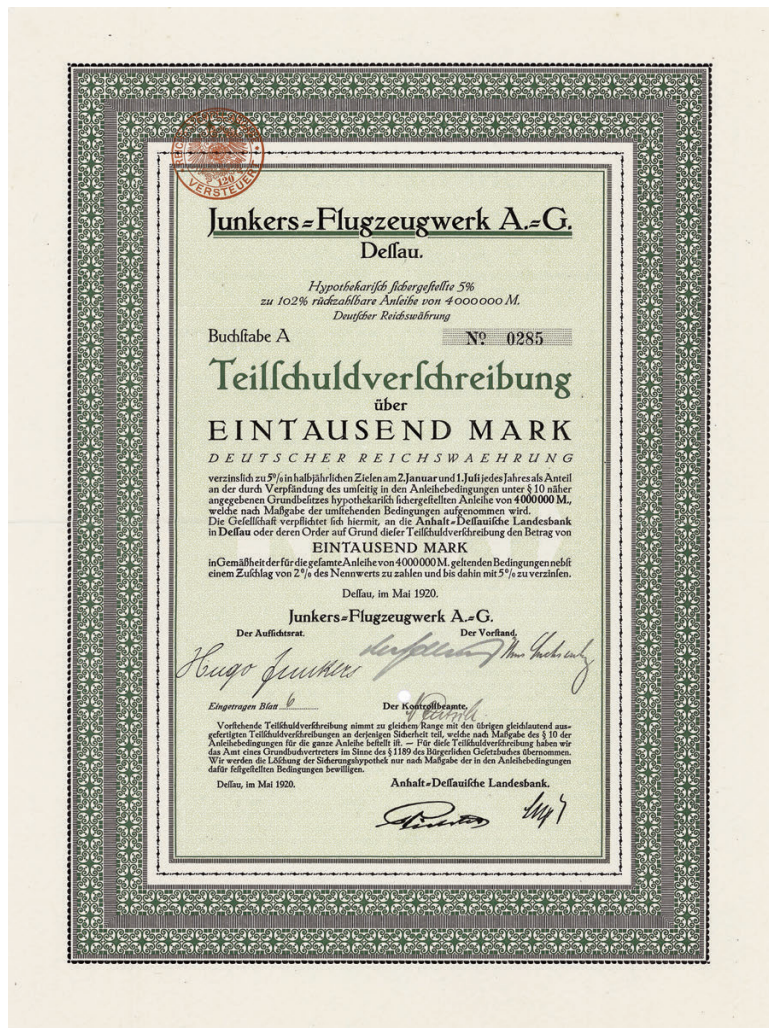 VERSTEUERT
120
Junkers=Flugzeugwerk A.=G.
Deſſau.
Hypothekariſch ſichergeſtellte 5%
zu 102% rückzahlbare Anleihe von 4000000 M.
Deutſcher Reichswährung
Buchſtabe A
Nº 0285
Teilſchuldverſchreibung
über
EINTAUSEND MARK
DEUTSCHER REICHSWAEHRUNG
verzinslich zu 5% in halbjährlichen Zielen am 2. Januar und 1. Juli jedes Jahres als Anteil
an der durch Verpfändung des umſeitig in den Anleihebedingungen unter § 10 näher
angegebenen Grundbeſitzes hypothekariſch ſichergeſtellten Anleihe von 4000000 M.,
welche nach Maßgabe der umſtehenden Bedingungen aufgenommen wird.
Die Geſellſchaft verpflichtet ſich hiermit, an die Anhalt=Deſſauiſche Landesbank
in Deſſau oder deren Order auf Grund dieſer Teilſchuldverſchreibung den Betrag von
EINTAUSEND MARK
in Gemäßheit der für die geſamte Anleihe von 4000000 M. geltenden Bedingungen nebſt
einem Zuſchlag von 2% des Nennwerts zu zahlen und bis dahin mit 5% zu verzinſen.
Deſſau, im Mai 1920.
Junkers=Flugzeugwerk A.=G.
Der Aufſichtsrat.
Der Vorſtand.
Hugo Junkers
Eingetragen Blatt 6
Der Kontrollbeamte.
Vorſtehende Teilſchuldverſchreibung nimmt zu gleichem Range mit den übrigen gleichlautend aus-
gefertigten Teilſchuldverſchreibungen an derjenigen Sicherheit teil, welche nach Maßgabe des § 10 der
Anleihebedingungen für die ganze Anleihe beſtellt iſt. — Für dieſe Teilſchuldverſchreibung haben wir
das Amt eines Grundbuchvertreters im Sinne des § 1189 des Bürgerlichen Geſetzbuches übernommen.
Wir werden die Löſchung der Sicherungshypothek nur nach Maßgabe der in den Anleihebedingungen
dafür feſtgeſtellten Bedingungen bewilligen.
Deſſau, im Mai 1920.
Anhalt=Deſſauiſche Landesbank.